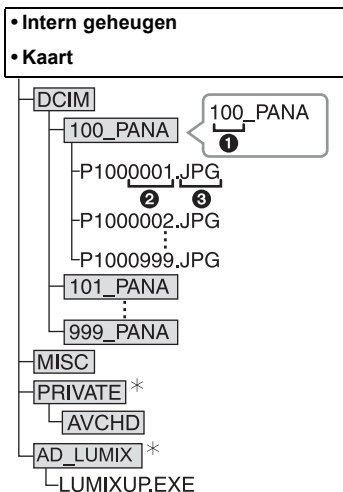 • Intern geheugen
• Kaart
DCIM
100_PANA
100_PANA
❶
P1000001.JPG
❷ ❸
P1000002.JPG
P1000999.JPG
101_PANA
999_PANA
MISC
PRIVATE *
AVCHD
AD_LUMIX *
LUMIXUP.EXE